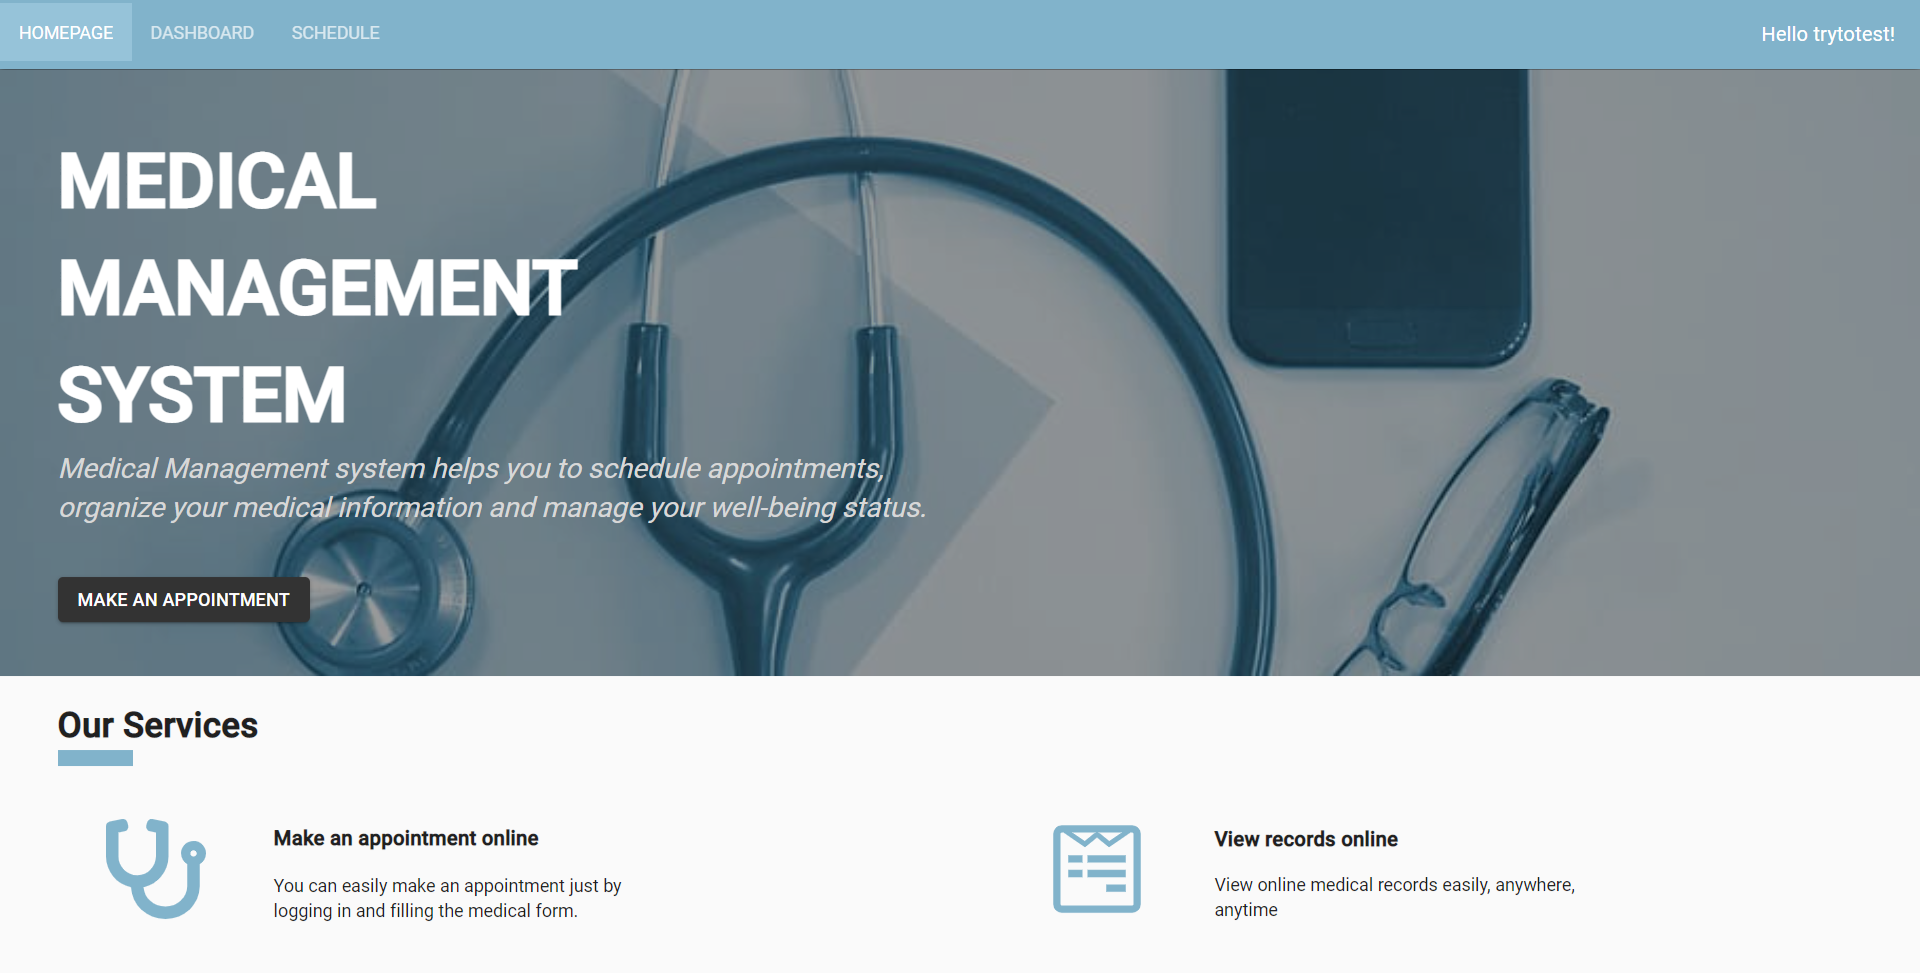 HOMEPAGE DASHBOARD SCHEDULE Hello trytotest!
MEDICAL
MANAGEMENT
SYSTEM
Medical Management system helps you to schedule appointments,
organize your medical information and manage your well-being status.
MAKE AN APPOINTMENT
Our Services
Make an appointment online
You can easily make an appointment just by
logging in and filling the medical form.
View records online
View online medical records easily, anywhere,
anytime